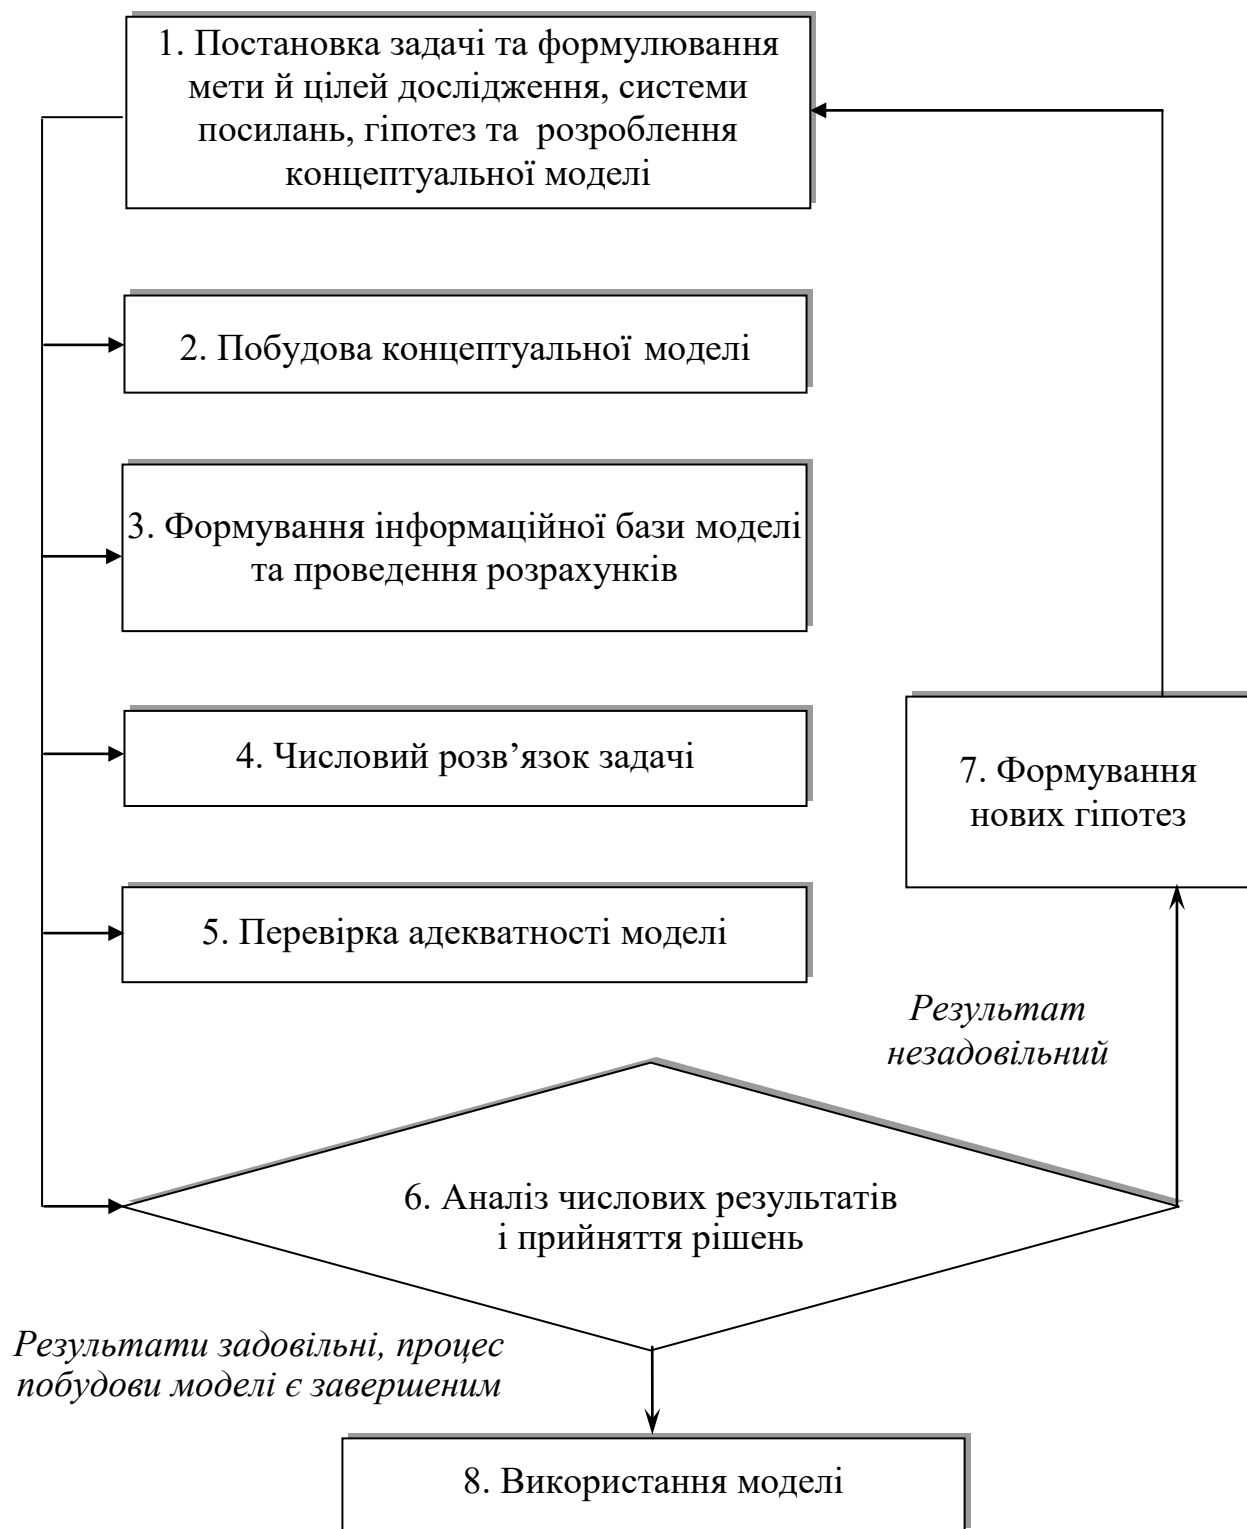 1. Постановка задачі та формулювання
мети й цілей дослідження, системи
посилань, гіпотез та розроблення
концептуальної моделі
2. Побудова концептуальної моделі
3. Формування інформаційної бази моделі
та проведення розрахунків
4. Числовий розв’язок задачі
7. Формування
нових гіпотез
5. Перевірка адекватності моделі
Результат
незадовільний
6. Аналіз числових результатів
і прийняття рішень
Результати задовільні, процес
побудови моделі є завершеним
8. Використання моделі